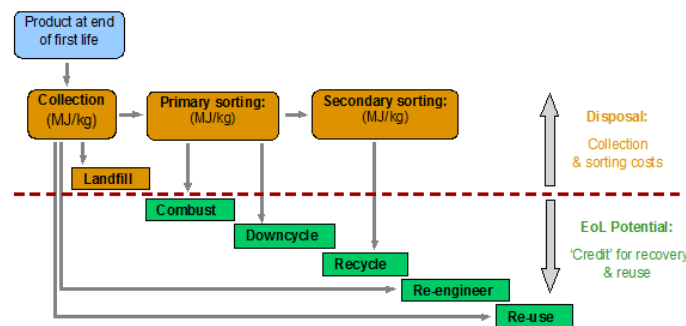 Product at end
of first life
Collection
(MJ/kg)
Primary sorting:
(MJ/kg)
Secondary sorting:
(MJ/kg)
Disposal:
Collection
& sorting costs
Landfill
Combust
Downcycle
Recycle
Re-engineer
Re-use
EoL Potential:
'Credit' for recovery
& reuse